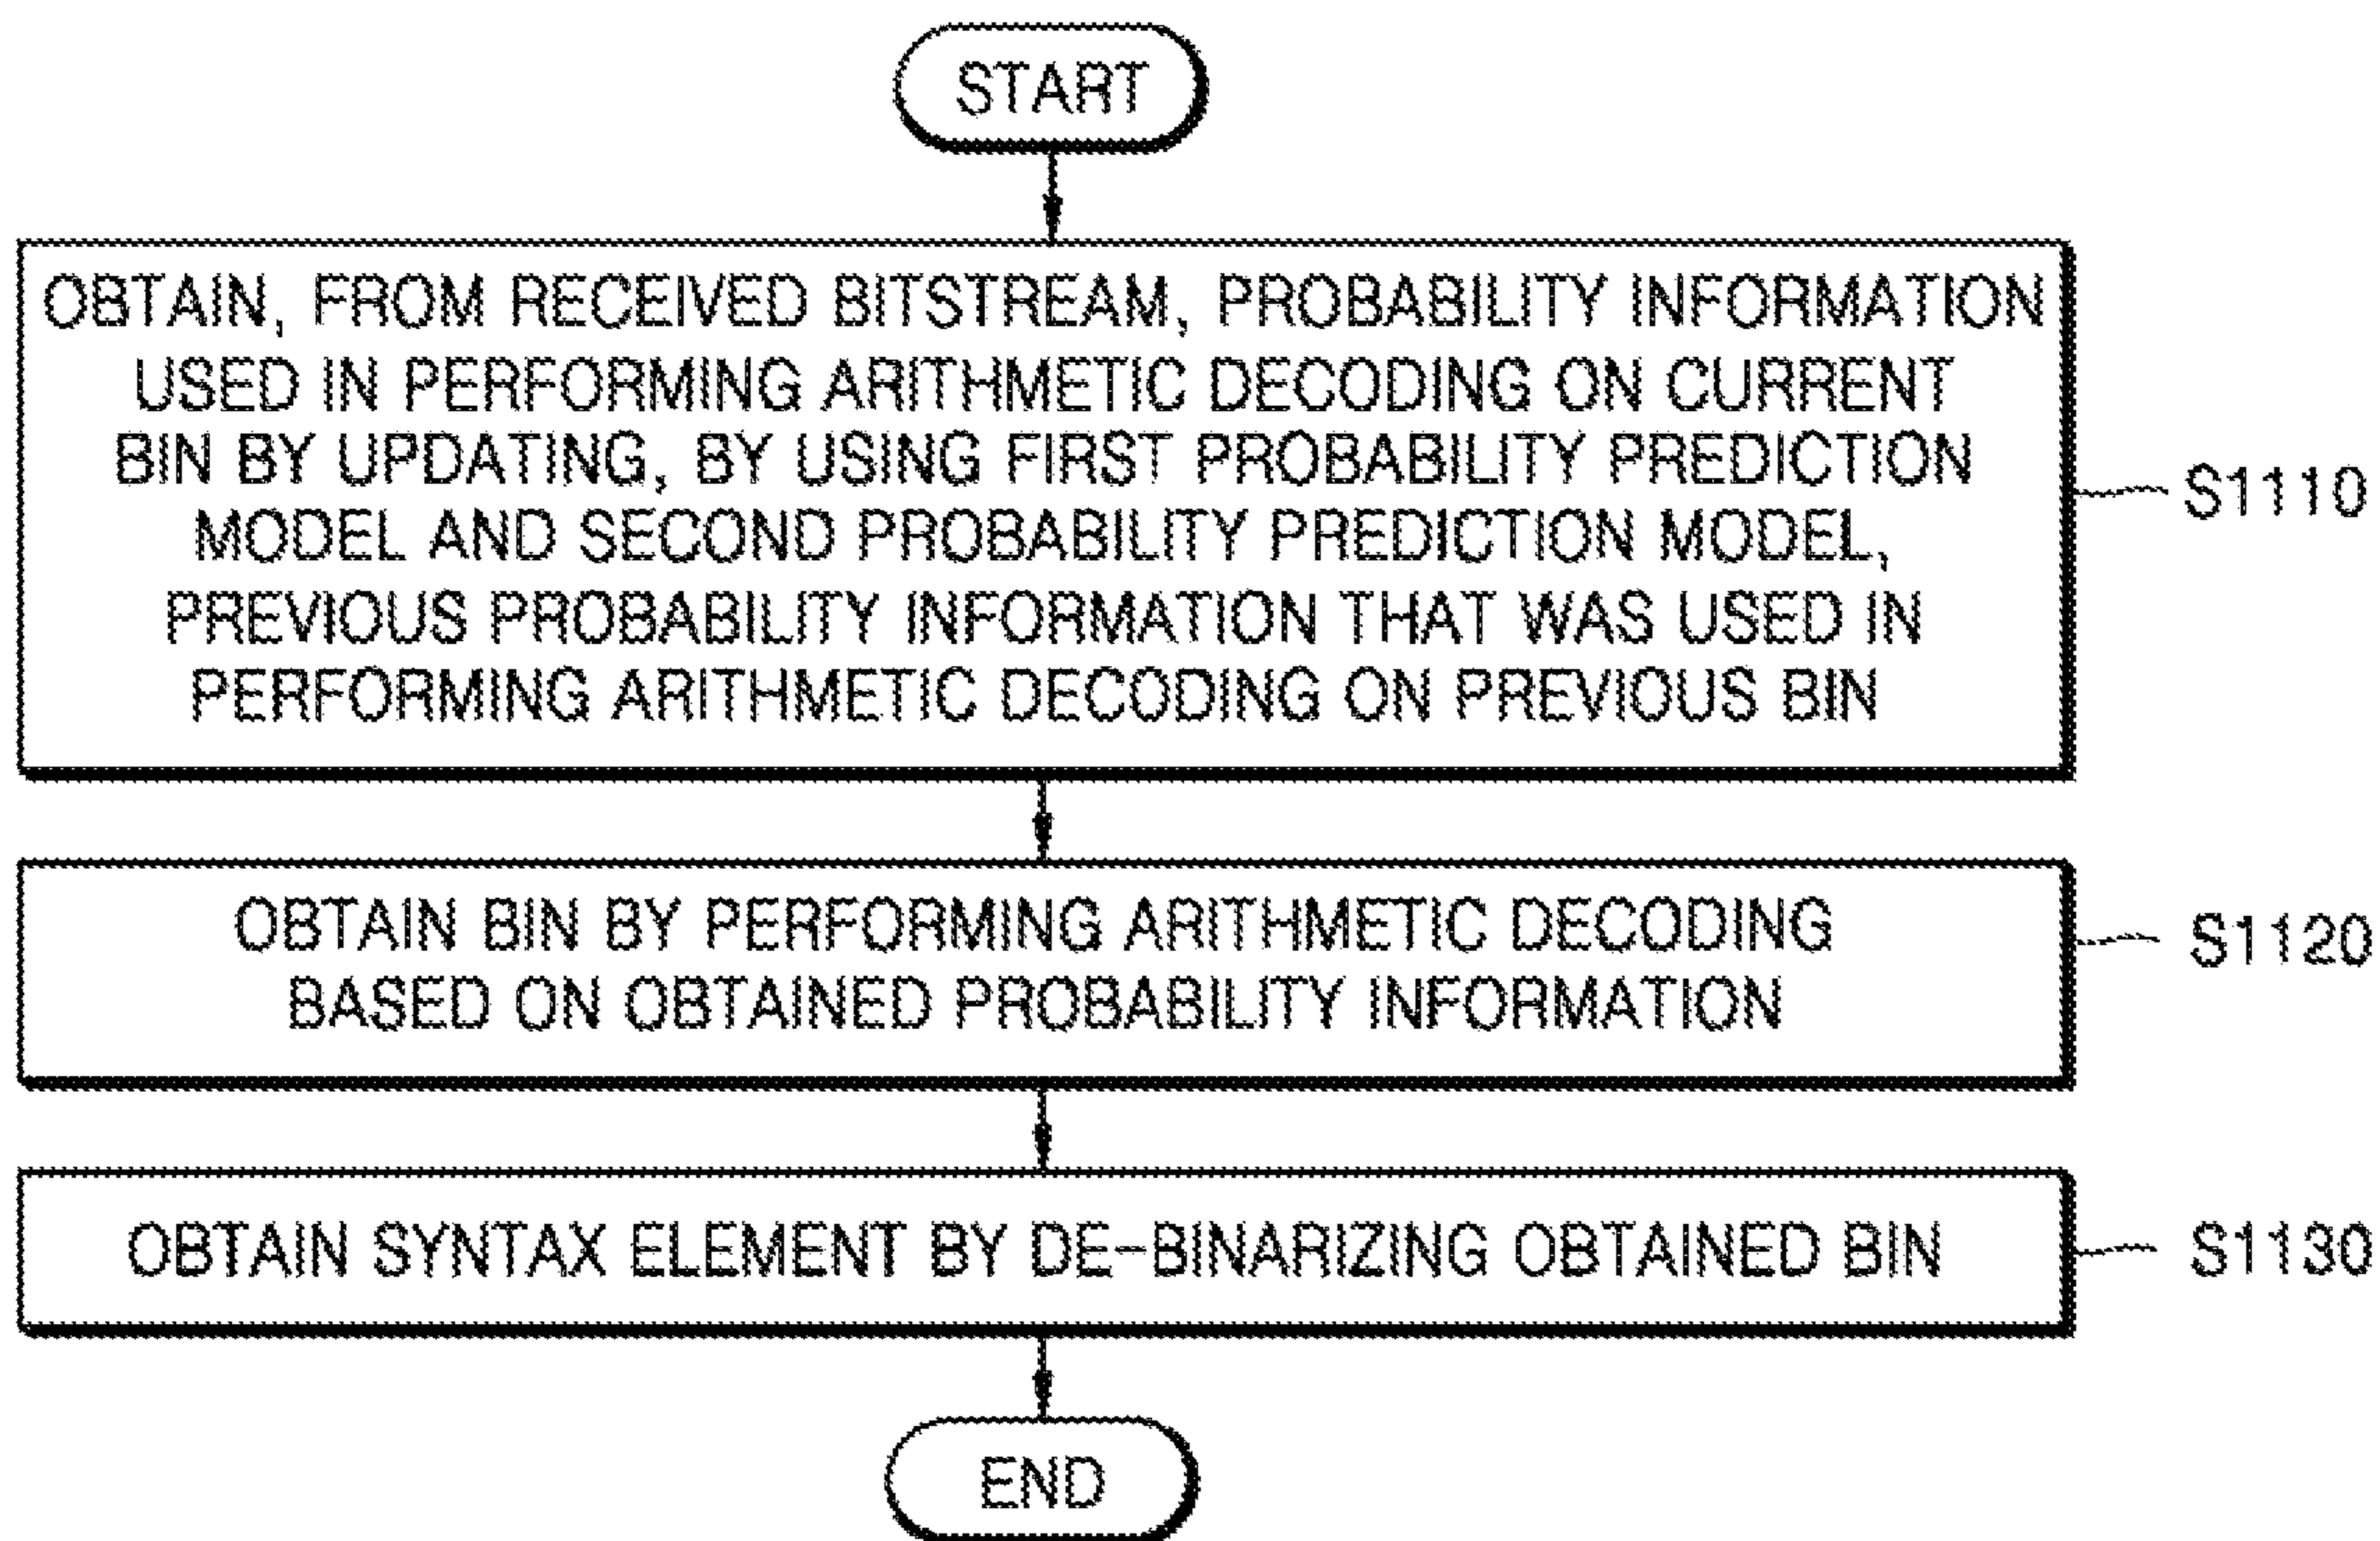 START
OBTAIN, FROM RECEIVED BITSTREAM, PROBABILITY INFORMATION
USED IN PERFORMING ARITHMETIC DECODING ON CURRENT
BIN BY UPDATING, BY USING FIRST PROBABILITY PREDICTION
MODEL AND SECOND PROBABILITY PREDICTION MODEL,
PREVIOUS PROBABILITY INFORMATION THAT WAS USED IN
PERFORMING ARITHMETIC DECODING ON PREVIOUS BIN
S1110
OBTAIN BIN BY PERFORMING ARITHMETIC DECODING
BASED ON OBTAINED PROBABILITY INFORMATION
S1120
OBTAIN SYNTAX ELEMENT BY DE-BINARIZING OBTAINED BIN
S1130
END